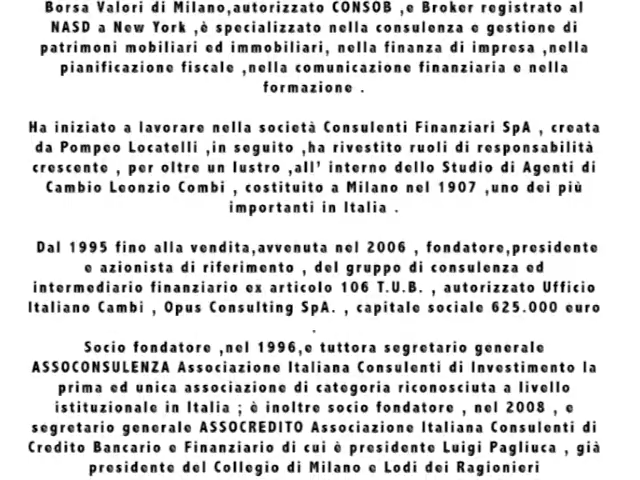 Borsa Valori di Milano,autorizzato CONSOB ,e Broker registrato al
NASD a New York ,è specializzato nella consulenza e gestione di
patrimoni mobiliari ed immobiliari, nella finanza di impresa ,nella
pianificazione fiscale ,nella comunicazione finanziaria e nella
formazione .
Ha iniziato a lavorare nella società Consulenti Finanziari SpA , creata
da Pompeo Locatelli ,in seguito ,ha rivestito ruoli di responsabilità
crescente , per oltre un lustro ,all' interno dello Studio di Agenti di
Cambio Leonzio Combi , costituito a Milano nel 1907 ,uno dei più
importanti in Italia .
Dal 1995 fino alla vendita,avvenuta nel 2006 , fondatore,presidente
e azionista di riferimento , del gruppo di consulenza ed
intermediario finanziario ex articolo 106 T.U.B. , autorizzato Ufficio
Italiano Cambi , Opus Consulting SpA. , capitale sociale 625.000 euro
.
Socio fondatore ,nel 1996,e tuttora segretario generale
ASSOCONSULENZA Associazione Italiana Consulenti di Investimento la
prima ed unica associazione di categoria riconosciuta a livello
istituzionale in Italia ; è inoltre socio fondatore , nel 2008 , e
segretario generale ASSOCREDITO Associazione Italiana Consulenti di
Credito Bancario e Finanziario di cui è presidente Luigi Pagliuca , già
presidente del Collegio di Milano e Lodi dei Ragionieri